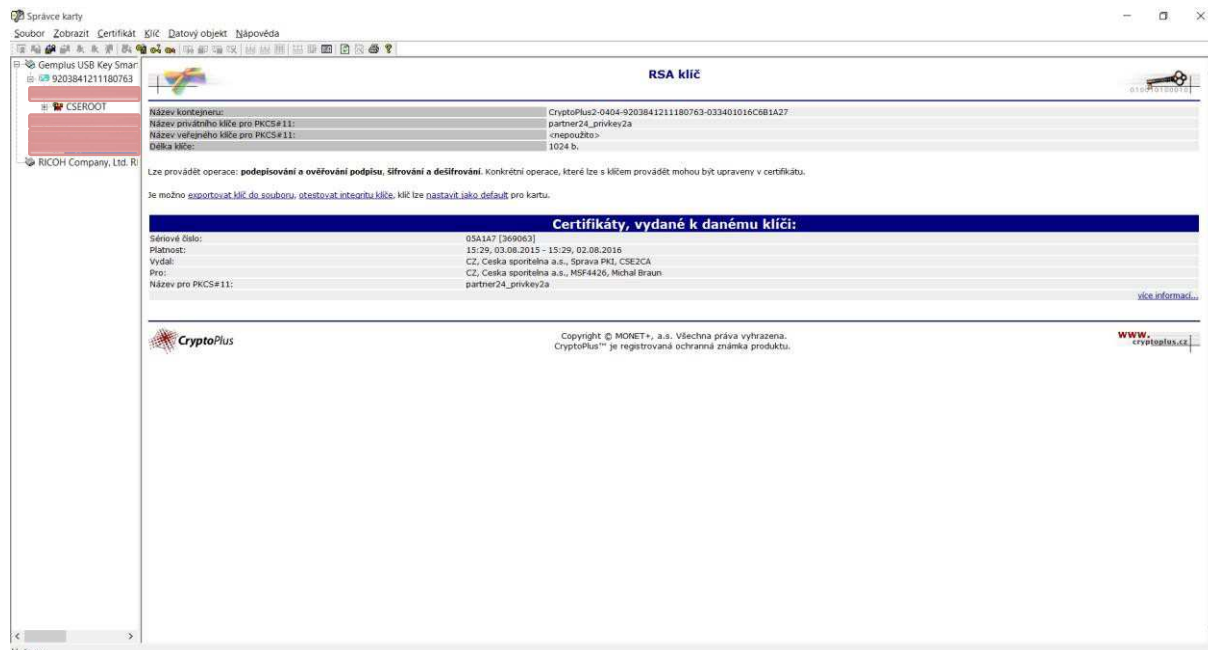 Správce karty
Soubor Zobrazit Certifikát Klíč Datový objekt Nápověda
Gemplus USB Key Smar
9203841211180763
CSEROOT
RICOH Company, Ltd. RI
RSA klíč
Název kontejneru: CryptoPlus2-0404-9203841211180763-033401016C6B1A27
Název privátního klíče pro PKCS#11: partner24_privkey2a
Název veřejného klíče pro PKCS#11: <nepoužito>
Délka klíče: 1024 b.
Lze provádět operace: podepisování a ověřování podpisu, šifrování a dešifrování. Konkrétní operace, které lze s klíčem provádět mohou být upraveny v certifikátu.
Je možno exportovat klíč do souboru, otestovat integritu klíče, klíč lze nastavit jako default pro kartu.
Certifikáty, vydané k danému klíči:
Sériové číslo: 05A1A7 [369063]
Platnost: 15:29, 03.08.2015 - 15:29, 02.08.2016
Vydal: CZ, Ceska sporitelna a.s., Sprava PKI, CSE2CA
Pro: CZ, Ceska sporitelna a.s., MSF4426, Michal Braun
Název pro PKCS#11: partner24_privkey2a
více informací...
CryptoPlus
Copyright © MONET+, a.s. Všechna práva vyhrazena.
CryptoPlus™ je registrovaná ochranná známka produktu.
www.
cryptoplus.cz